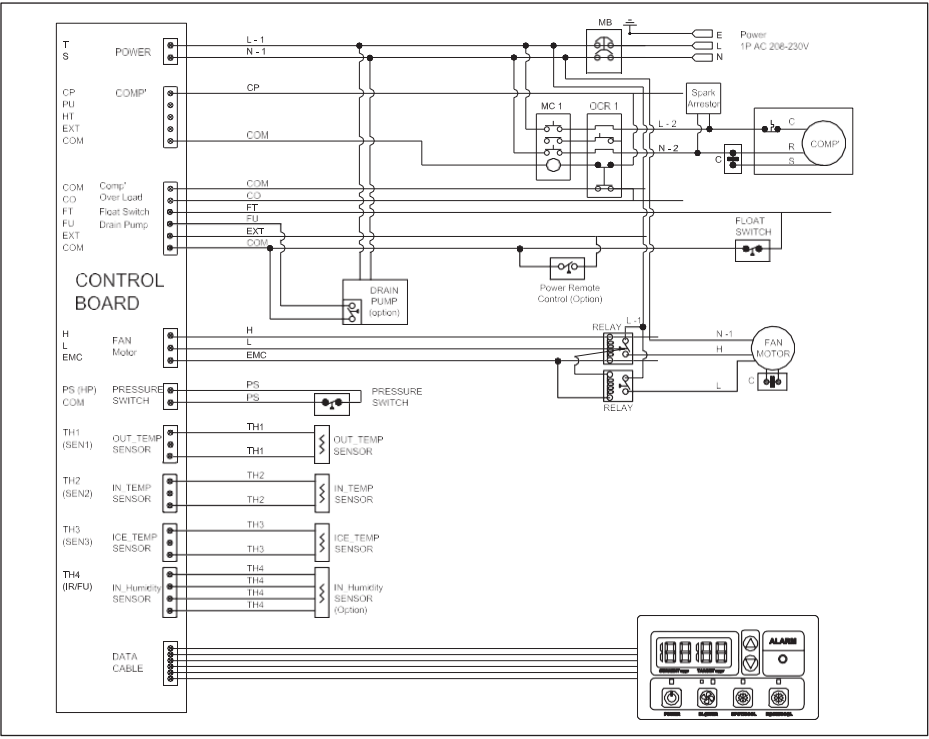 MB
E
Power
L - 1
T
L
1P AC 208-230V
POWER
N - 1
S
N
CP
COMP'
CP
Spark
Arrestor
PU
MC 1
OCR 1
HT
EXT
L - 2
C
COM
COM
COMP'
N - 2
R
C
S
COM
Comp'
COM
CO
Over Load
CO
FT
Float Switch
FT
FU
Drain Pump
FU
FLOAT
SWITCH
EXT
EXT
COM
COM
CONTROL
BOARD
DRAIN
PUMP
(option)
Power Remote
Control (Option)
L -1
RELAY
H
FAN
Motor
H
N -1
L
L
H
FAN
MOTOR
EMC
EMC
C
L
RELAY
PS (HP)
PRESSURE
SWITCH
PS
PRESSURE
SWITCH
COM
PS
TH1
(SEN1)
OUT_TEMP
SENSOR
TH1
TH1
OUT_TEMP
SENSOR
TH2
(SEN2)
IN_TEMP
SENSOR
TH2
TH2
IN_TEMP
SENSOR
TH3
(SEN3)
ICE_TEMP
SENSOR
TH3
TH3
ICE_TEMP
SENSOR
TH4
(IR/FU)
IN_Humidity
SENSOR
TH4
TH4
TH4
TH4
IN_Humidity
SENSOR
(Option)
DATA
CABLE
188 188
ALARM
POWER